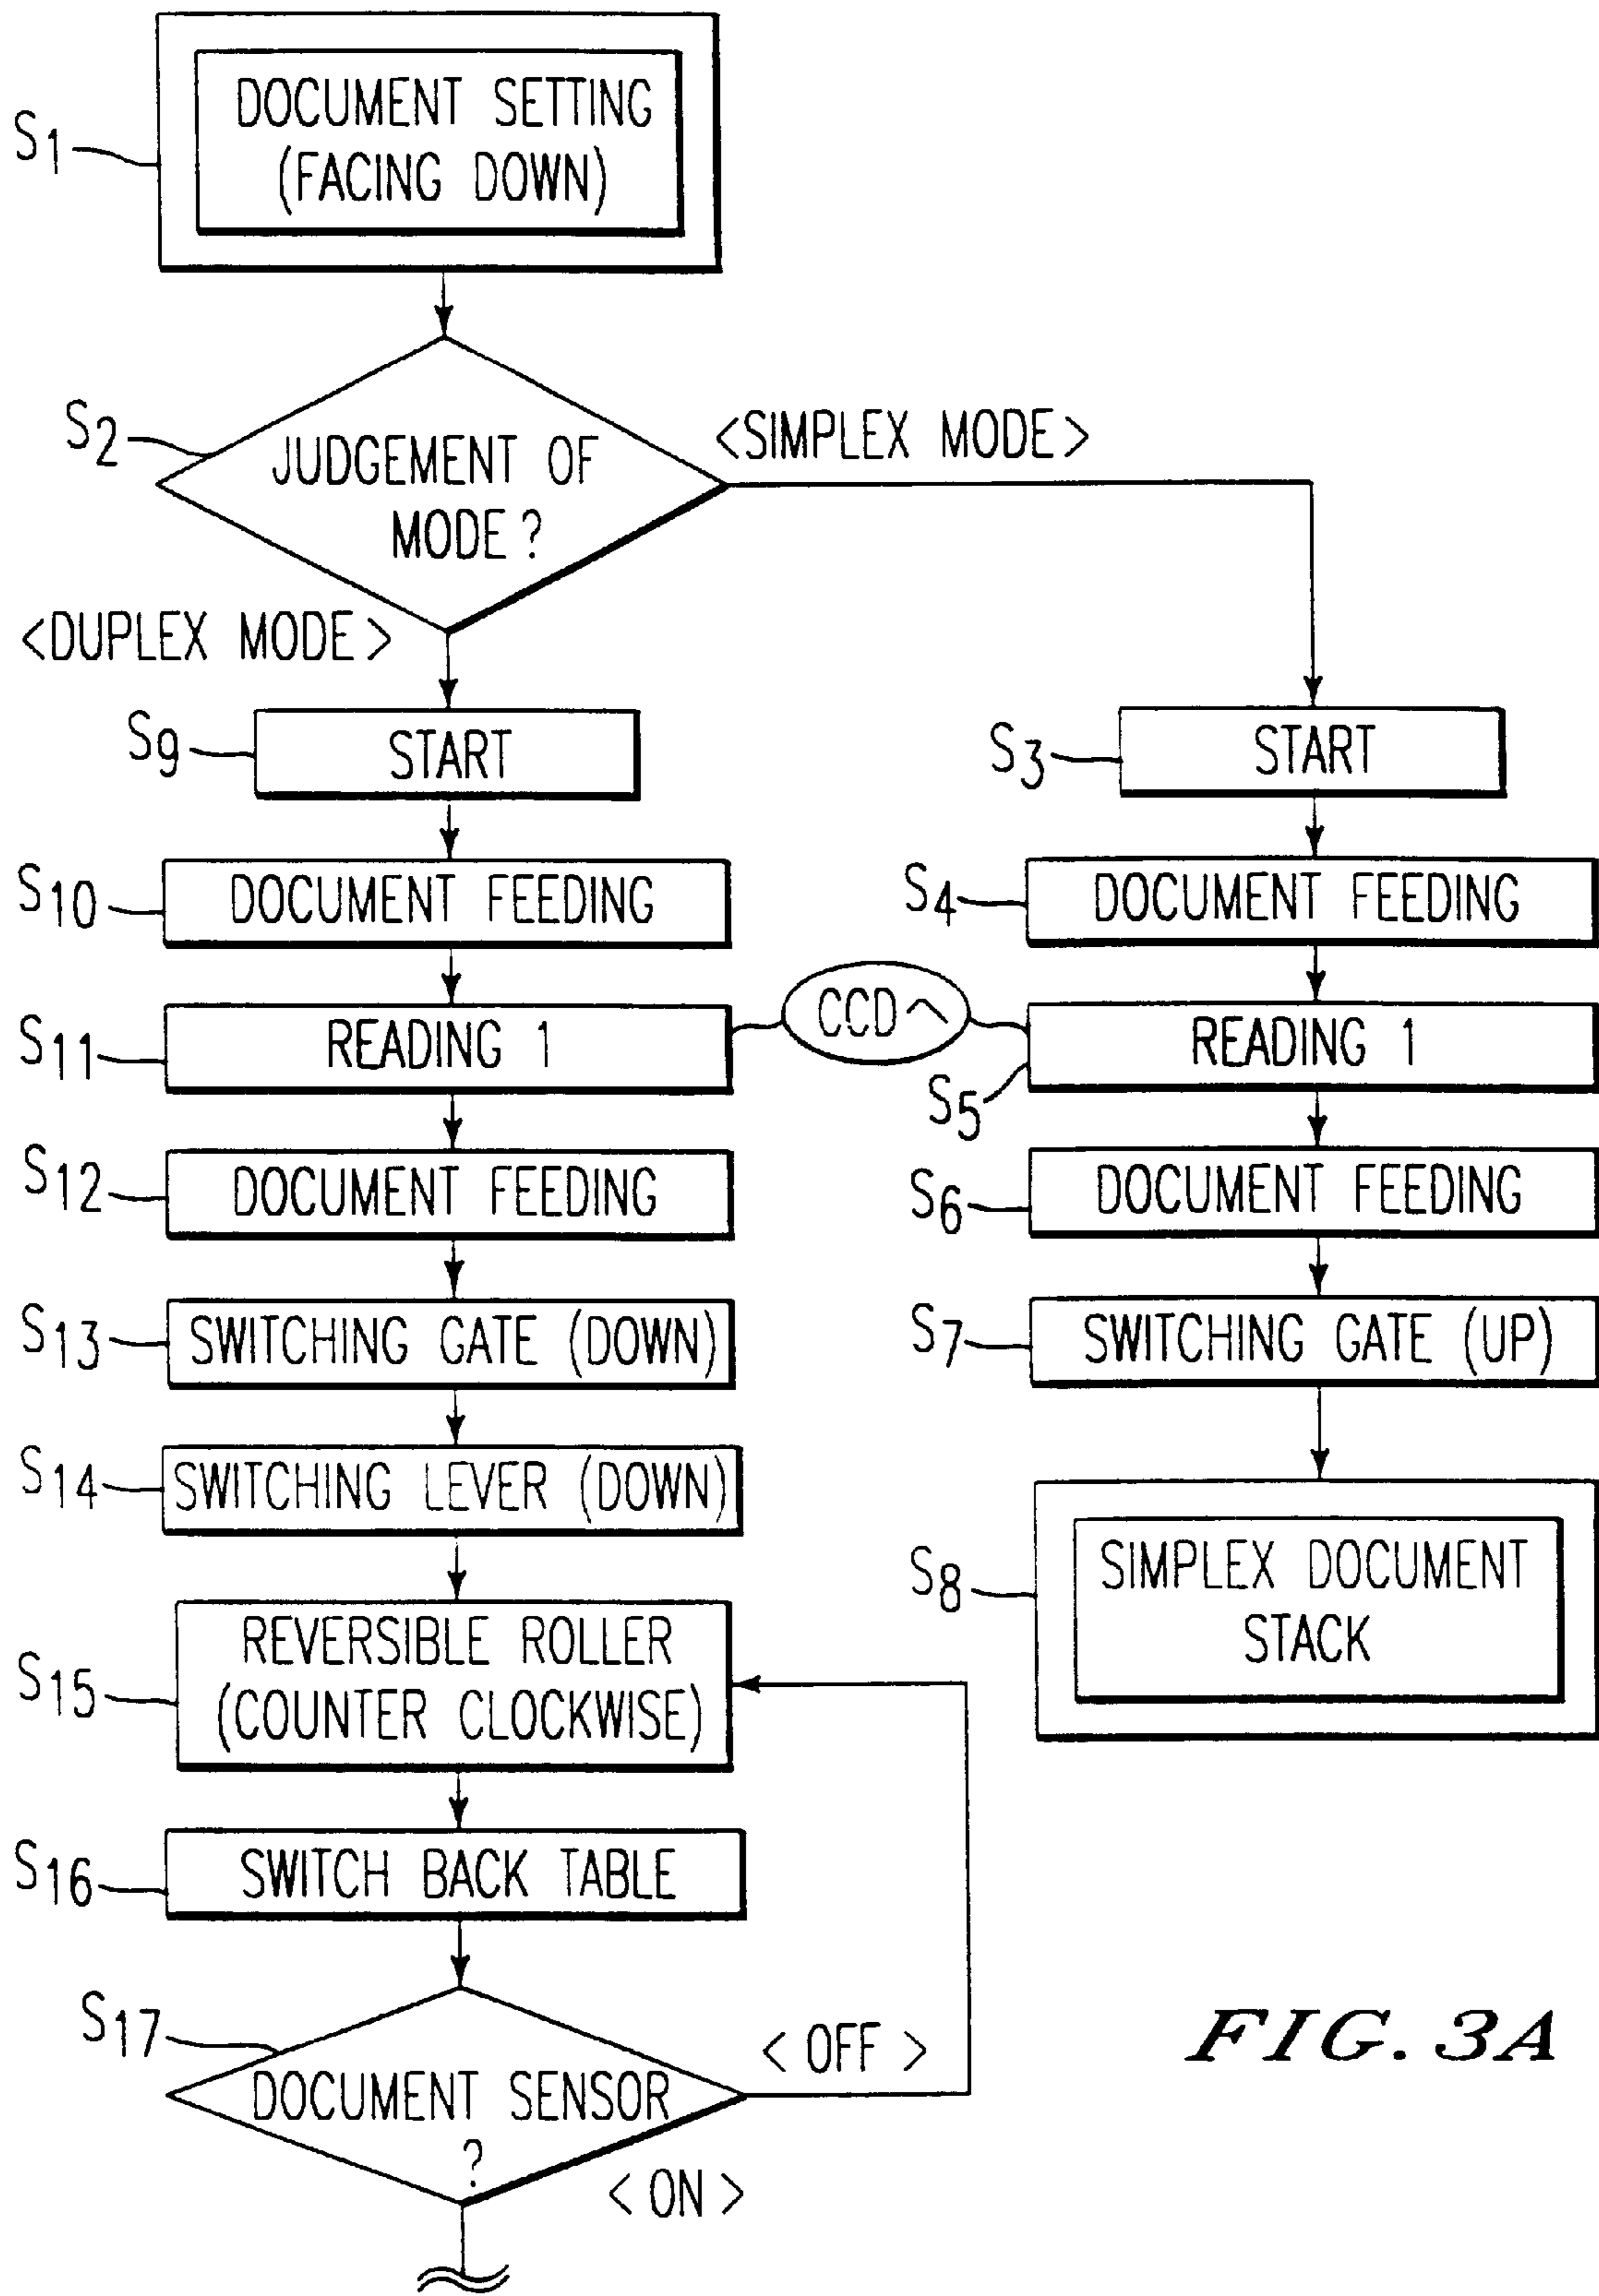 S1
DOCUMENT SETTING
(FACING DOWN)
S2
JUDGEMENT OF
MODE?
<SIMPLEX MODE>
<DUPLEX MODE>
S9
START
S10
DOCUMENT FEEDING
S11
READING 1
CCD へ
S12
DOCUMENT FEEDING
S13
SWITCHING GATE (DOWN)
S14
SWITCHING LEVER (DOWN)
S15
REVERSIBLE ROLLER
(COUNTER CLOCKWISE)
S16
SWITCH BACK TABLE
S17
DOCUMENT SENSOR
?
<OFF>
<ON>
S3
START
S4
DOCUMENT FEEDING
S5
READING 1
S6
DOCUMENT FEEDING
S7
SWITCHING GATE (UP)
S8
SIMPLEX DOCUMENT
STACK
FIG. 3A